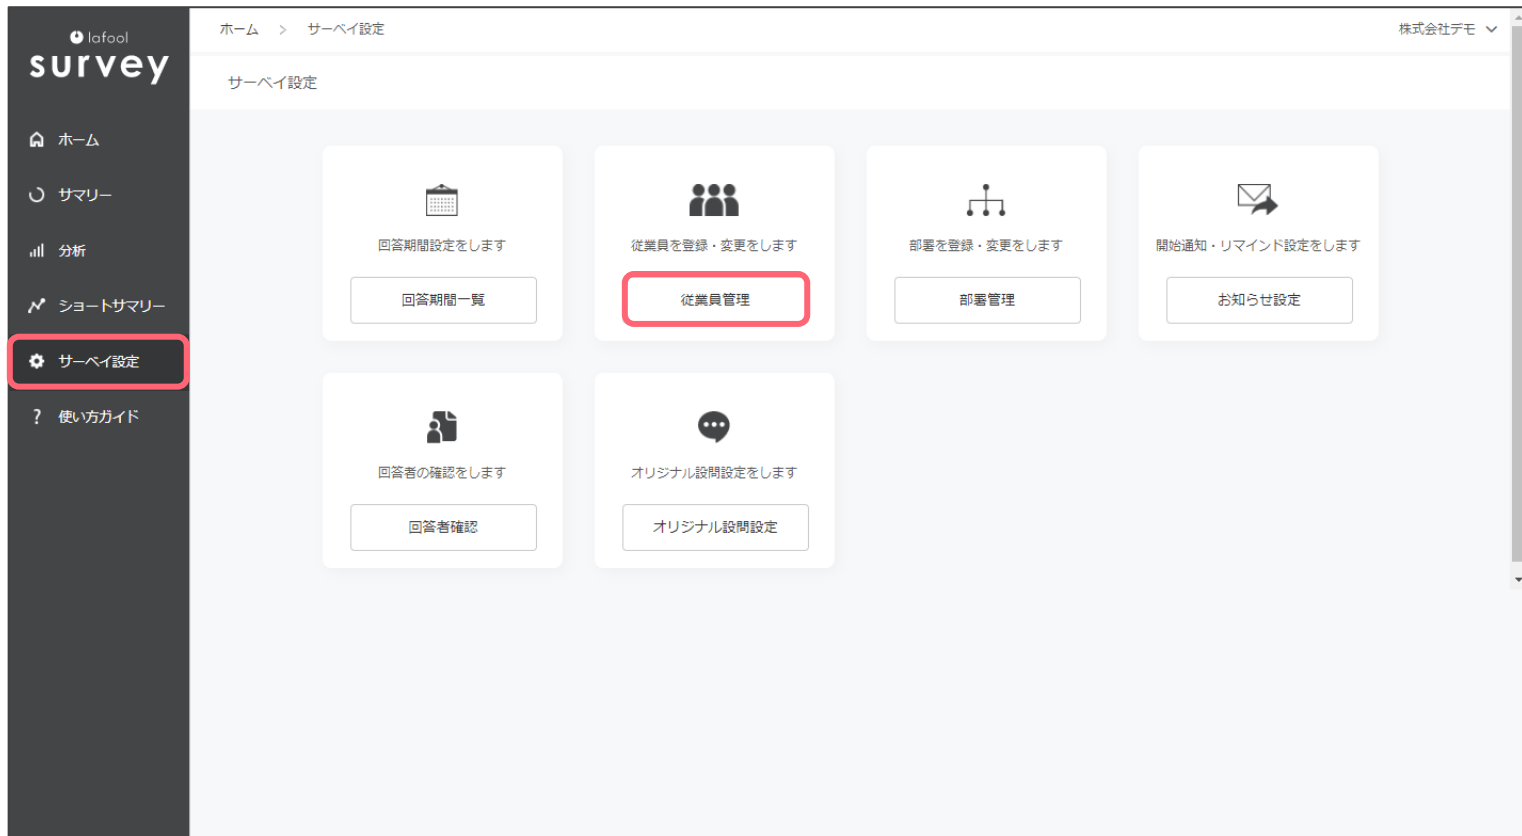 lafool
survey
ホーム > サーベイ設定
株式会社デモ
サーベイ設定
ホーム
サマリー
分析
ショートサマリー
サーベイ設定
? 使い方ガイド
回答期間設定をします
回答期間一覧
従業員を登録・変更をします
従業員管理
部署を登録・変更をします
部署管理
開始通知・リマインド設定をします
お知らせ設定
回答者の確認をします
回答者確認
オリジナル設問設定をします
オリジナル設問設定